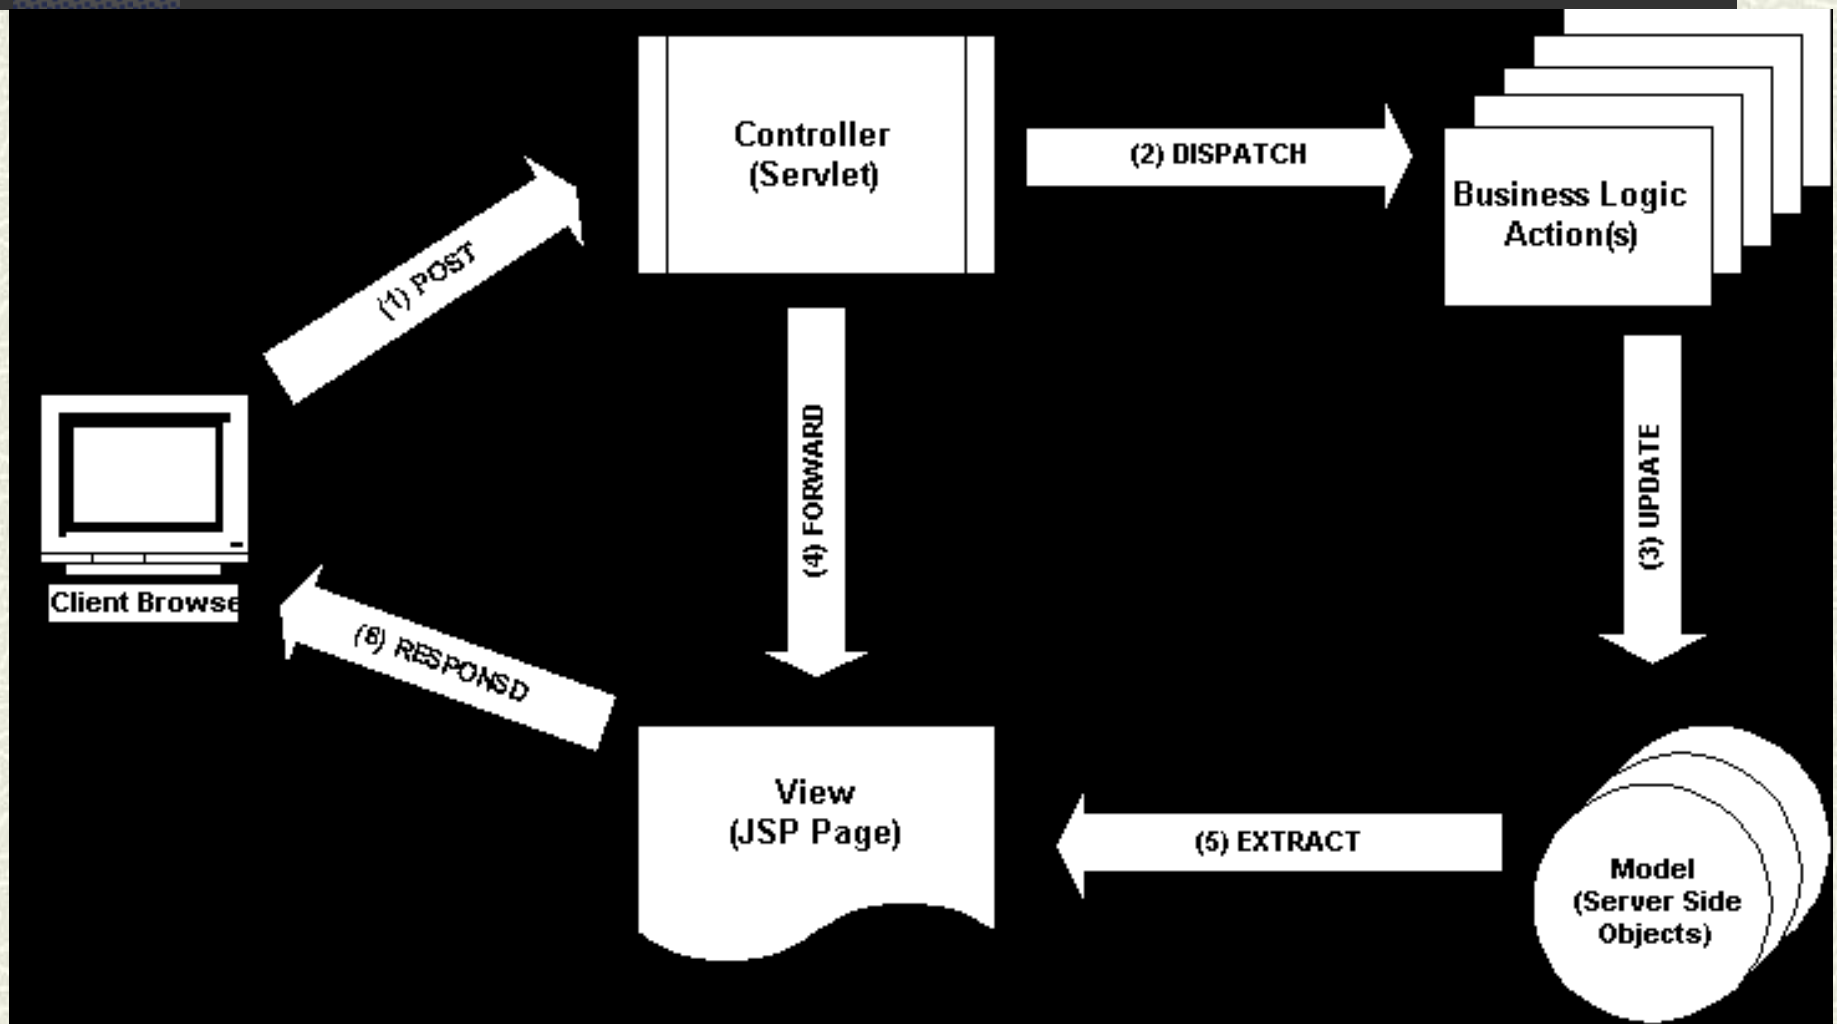 Controller
(Servlet)
(2) DISPATCH
Business Logic
Action(s)
(1) POST
(4) FORWARD
(3) UPDATE
Client Browse
(6) RESPONSD
View
(JSP Page)
(5) EXTRACT
Model
(Server Side
Objects)